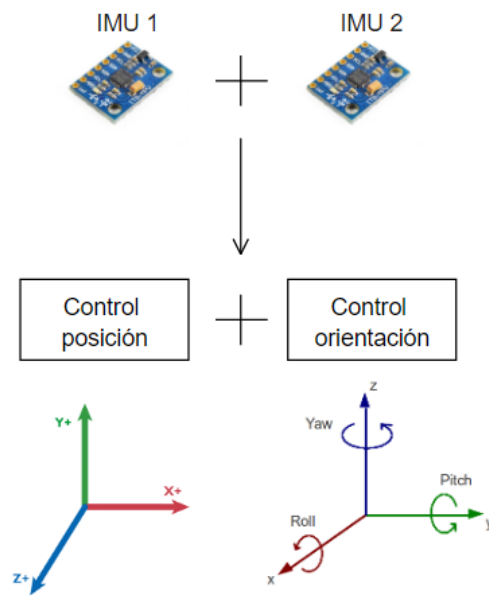 IMU 1
IMU 2
Control
posición
Control
orientación
Y+
X+
Z+
z
Yaw
Pitch
Roll
y
x